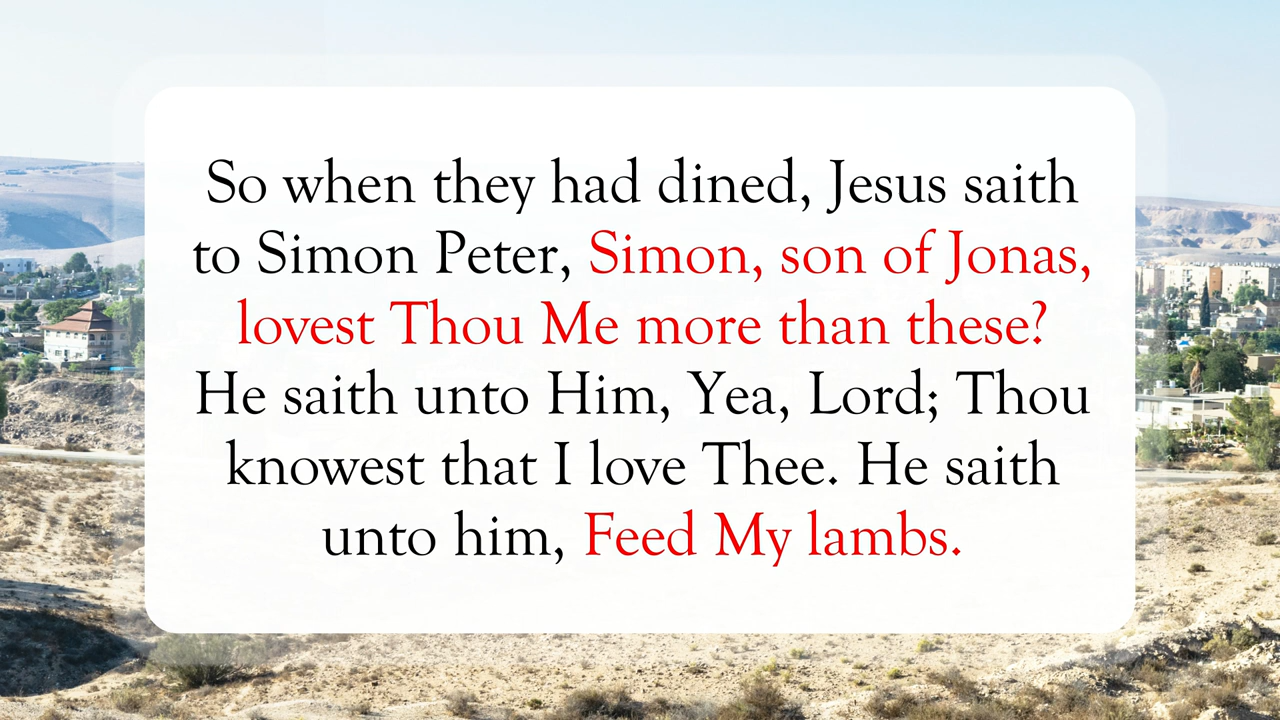 So when they had dined, Jesus saith
to Simon Peter, Simon, son of Jonas,
lovest Thou Me more than these?
He saith unto Him, Yea, Lord; Thou
knowest that I love Thee. He saith
unto him, Feed My lambs.